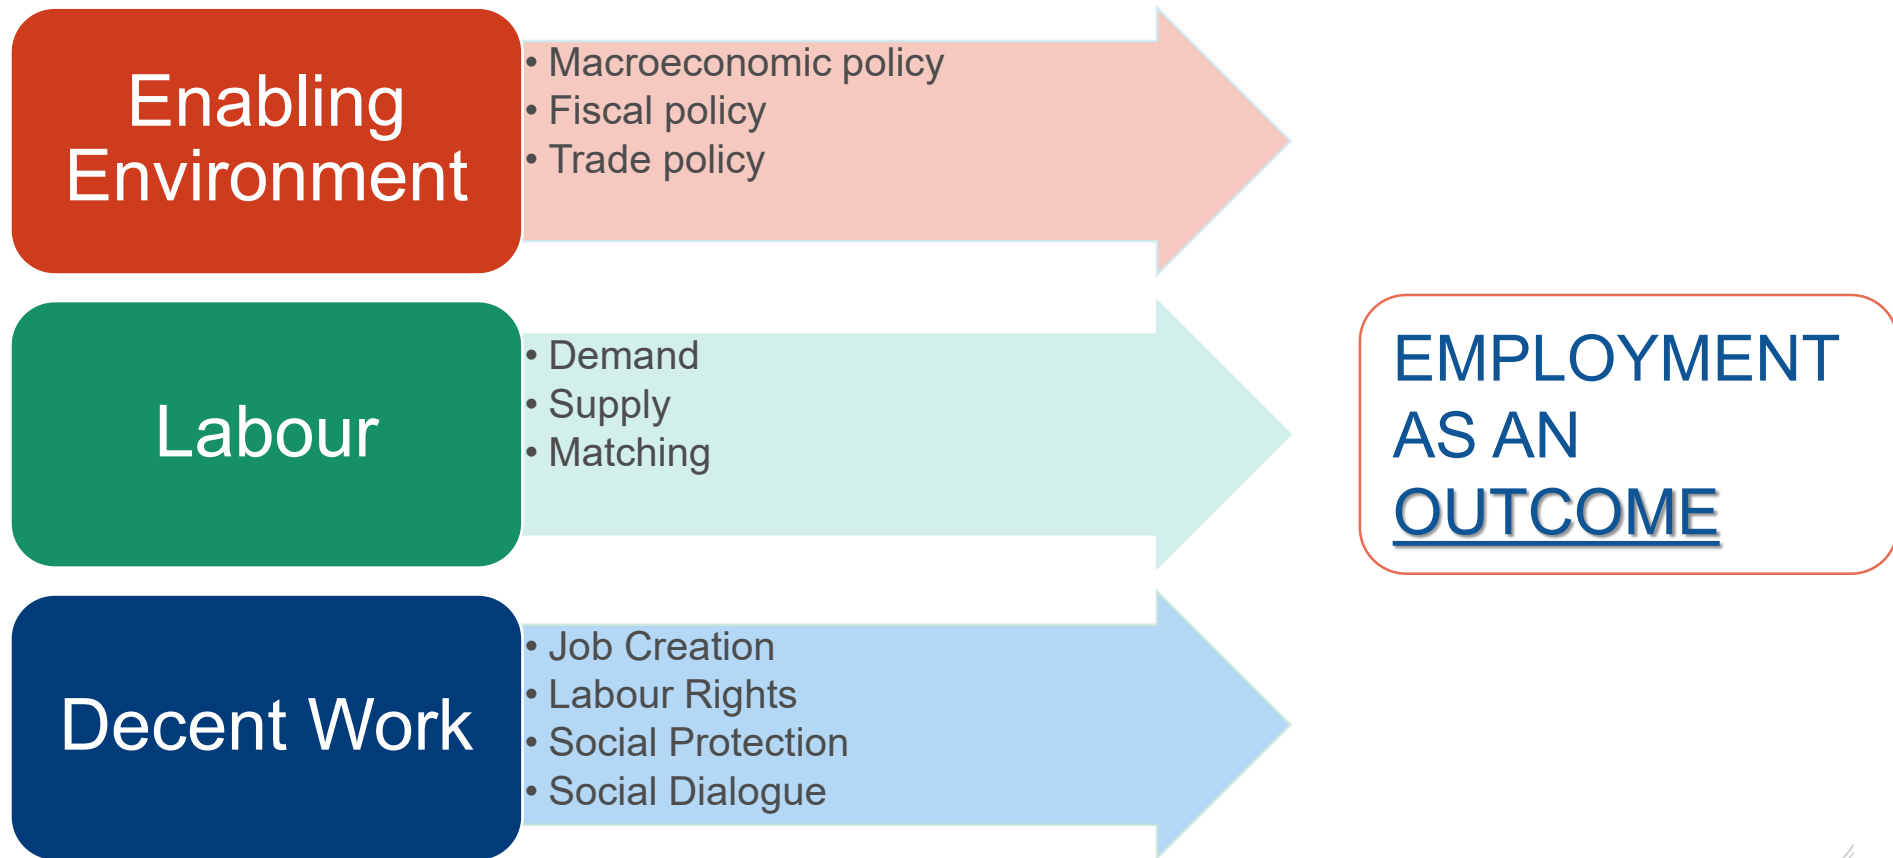 Enabling
Environment
• Macroeconomic policy
• Fiscal policy
• Trade policy
Labour
• Demand
• Supply
• Matching
Decent Work
• Job Creation
• Labour Rights
• Social Protection
• Social Dialogue
EMPLOYMENT
AS AN
OUTCOME